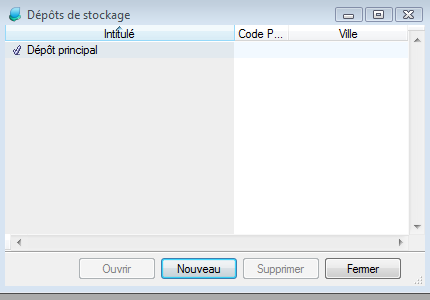 Dépôts de stockage
Intitulé Code P... Ville
Dépôt principal
Ouvrir Nouveau Supprimer Fermer